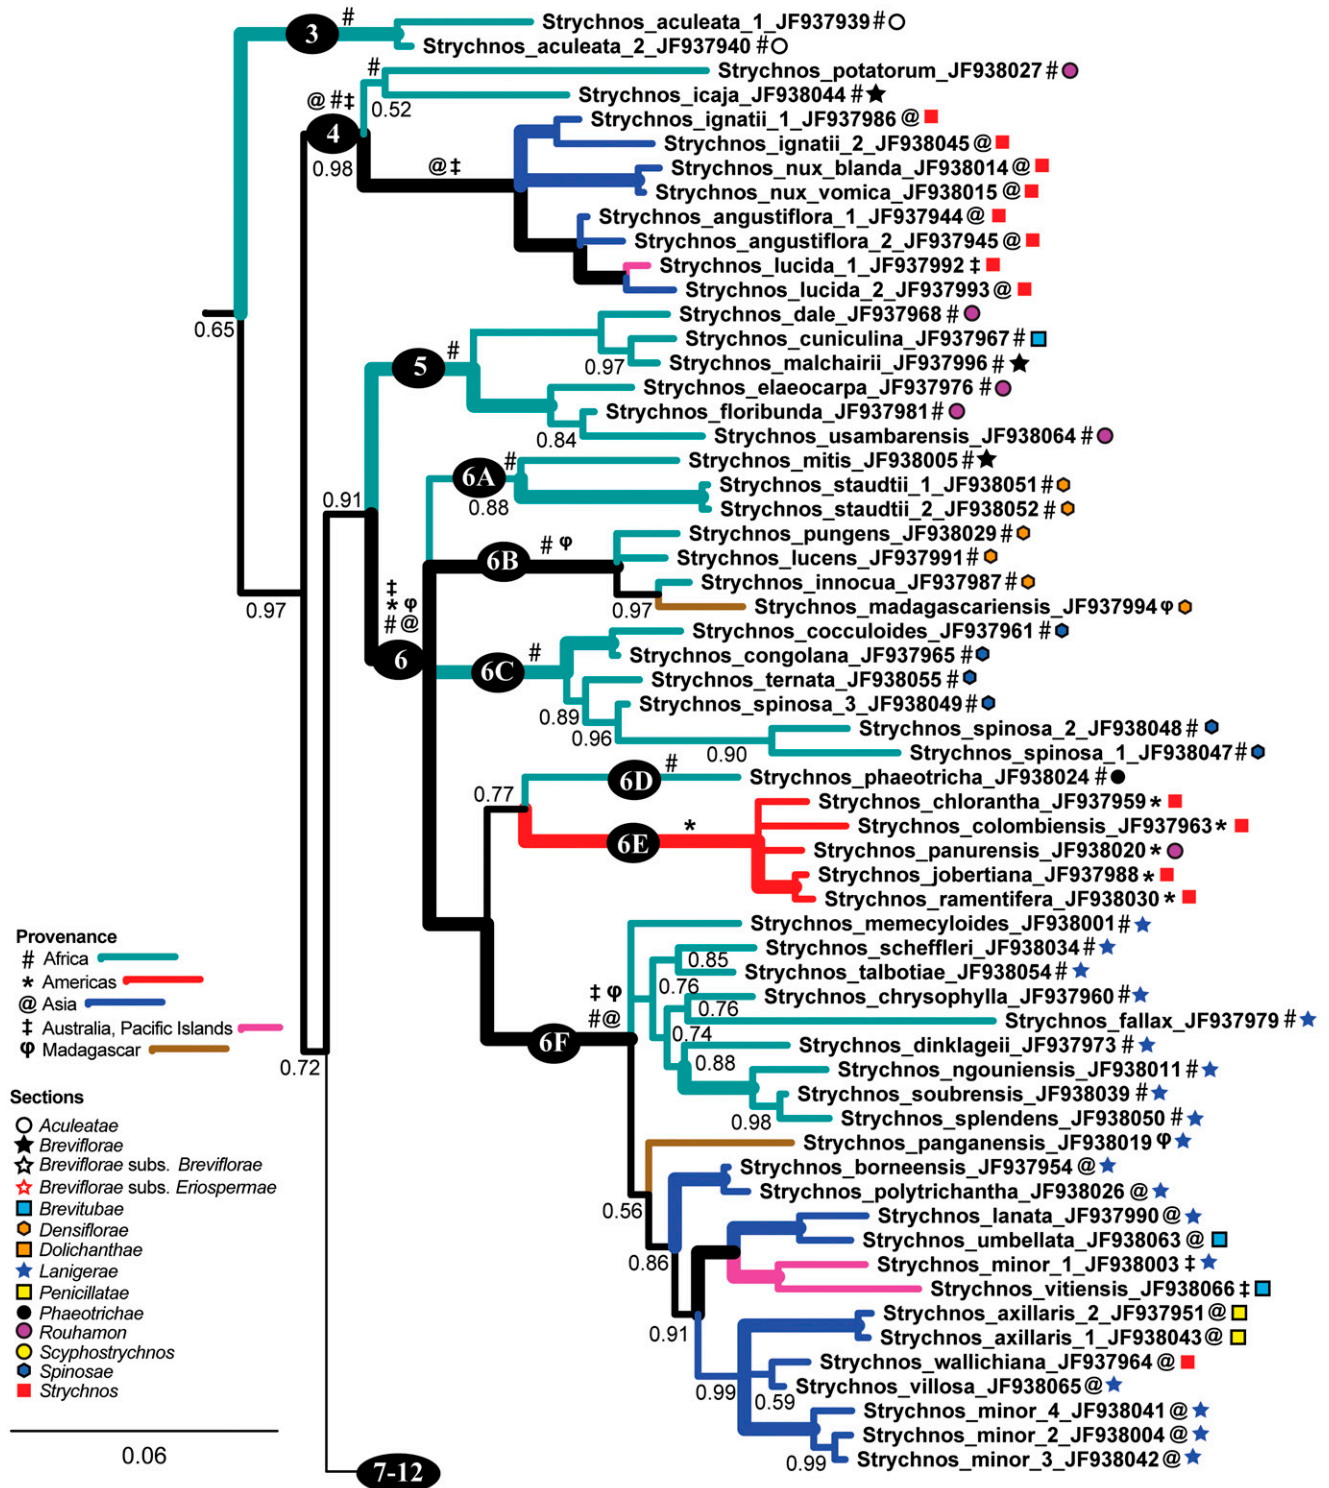 3 #
Strychnos_aculeata_1_JF937939 #
Strychnos_aculeata_2_JF937940 #
#
Strychnos_potatorum_JF938027 #
0.52
Strychnos_icaja_JF938044 #
@ # ‡
4
0.98
@ ‡
Strychnos_ignatii_1_JF937986 @
Strychnos_ignatii_2_JF938045 @
Strychnos_nux_blanda_JF938014 @
Strychnos_nux_vomica_JF938015 @
Strychnos_angustiflora_1_JF937944 @
Strychnos_angustiflora_2_JF937945 @
Strychnos_lucida_1_JF937992 ‡
Strychnos_lucida_2_JF937993 @
0.65
Strychnos_dale_JF937968 #
Strychnos_cuniculina_JF937967 #
5 #
0.97
Strychnos_malchairii_JF937996 #
Strychnos_elaeocarpa_JF937976 #
Strychnos_floribunda_JF937981 #
0.84
Strychnos_usambarensis_JF938064 #
Strychnos_mitis_JF938005 #
6A #
0.88
Strychnos_staudtii_1_JF938051 #
Strychnos_staudtii_2_JF938052 #
0.91
Strychnos_pungens_JF938029 #
6B # φ
Strychnos_lucens_JF937991 #
Strychnos_innocua_JF937987 #
0.97
0.97
Strychnos_madagascariensis_JF937994 φ
‡
* φ
# @
6
Strychnos_cocculoides_JF937961 #
6C #
Strychnos_congolana_JF937965 #
Strychnos_ternata_JF938055 #
Strychnos_spinosa_3_JF938049 #
0.89
0.96
Strychnos_spinosa_2_JF938048 #
0.90
Strychnos_spinosa_1_JF938047 #
0.77
6D #
Strychnos_phaeotricha_JF938024 #
Strychnos_chlorantha_JF937959 *
Strychnos_colombiensis_JF937963 *
6E *
Strychnos_panurensis_JF938020 *
Strychnos_jobertiana_JF937988 *
Strychnos_ramentifera_JF938030 *
Strychnos_memecyloides_JF938001 #
Strychnos_scheffleri_JF938034 #
0.85
Strychnos_talbotiae_JF938054 #
0.76
Strychnos_chrysophylla_JF937960 #
0.76
Strychnos_fallax_JF937979 #
0.74
‡ φ
# @
6F
Strychnos_dinklageii_JF937973 #
0.88
Strychnos_ngouniensis_JF938011 #
Strychnos_soubrensis_JF938039 #
0.98
Strychnos_splendens_JF938050 #
0.72
Strychnos_panganensis_JF938019 φ
Strychnos_borneensis_JF937954 @
Strychnos_polytrichantha_JF938026 @
0.56
Strychnos_lanata_JF937990 @
Strychnos_umbellata_JF938063 @
0.86
Strychnos_minor_1_JF938003 ‡
Strychnos_vitiensis_JF938066 ‡
Strychnos_axillaris_2_JF937951 @
0.91
Strychnos_axillaris_1_JF938043 @
Strychnos_wallichiana_JF937964 @
0.99
0.59
Strychnos_villosa_JF938065 @
Strychnos_minor_4_JF938041 @
Strychnos_minor_2_JF938004 @
0.99
Strychnos_minor_3_JF938042 @
7-12
Provenance
# Africa
* Americas
@ Asia
‡ Australia, Pacific Islands
φ Madagascar
Sections
Aculeatae
Breviflorae
Breviflorae subs. Breviflorae
Breviflorae subs. Eriospermae
Brevitubae
Densiflorae
Dolichanthae
Lanigerae
Penicillatae
Phaeotrichae
Rouhamon
Scyphostrychnos
Spinosae
Strychnos
0.06